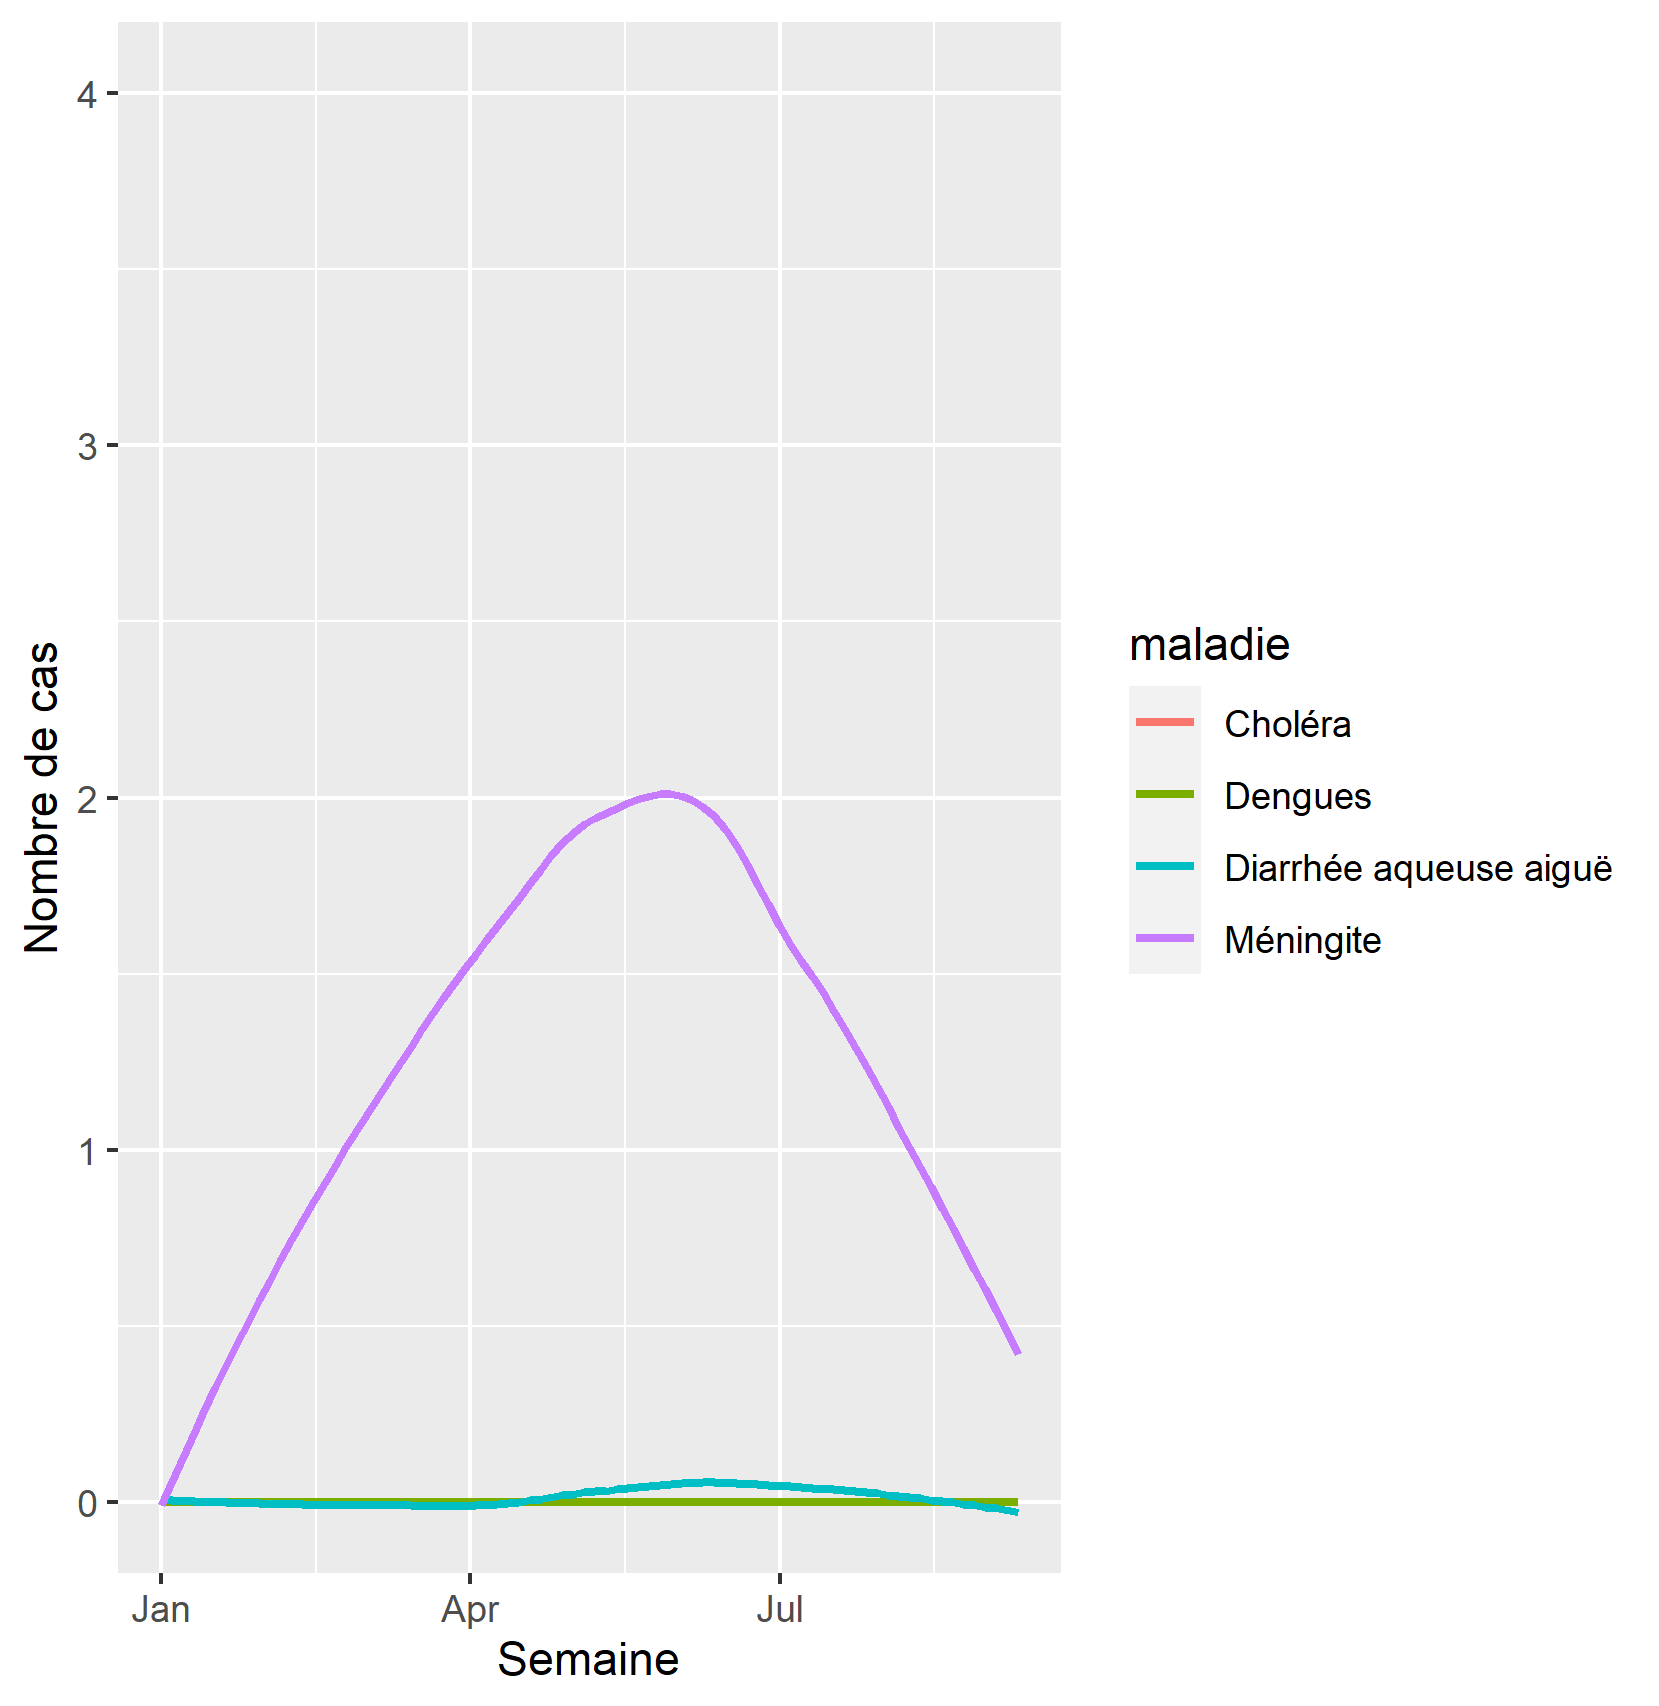 4
3
2
1
0
Nombre de cas
Jan
Apr
Jul
Semaine
maladie
Choléra
Dengues
Diarrhée aqueuse aiguë
Méningite